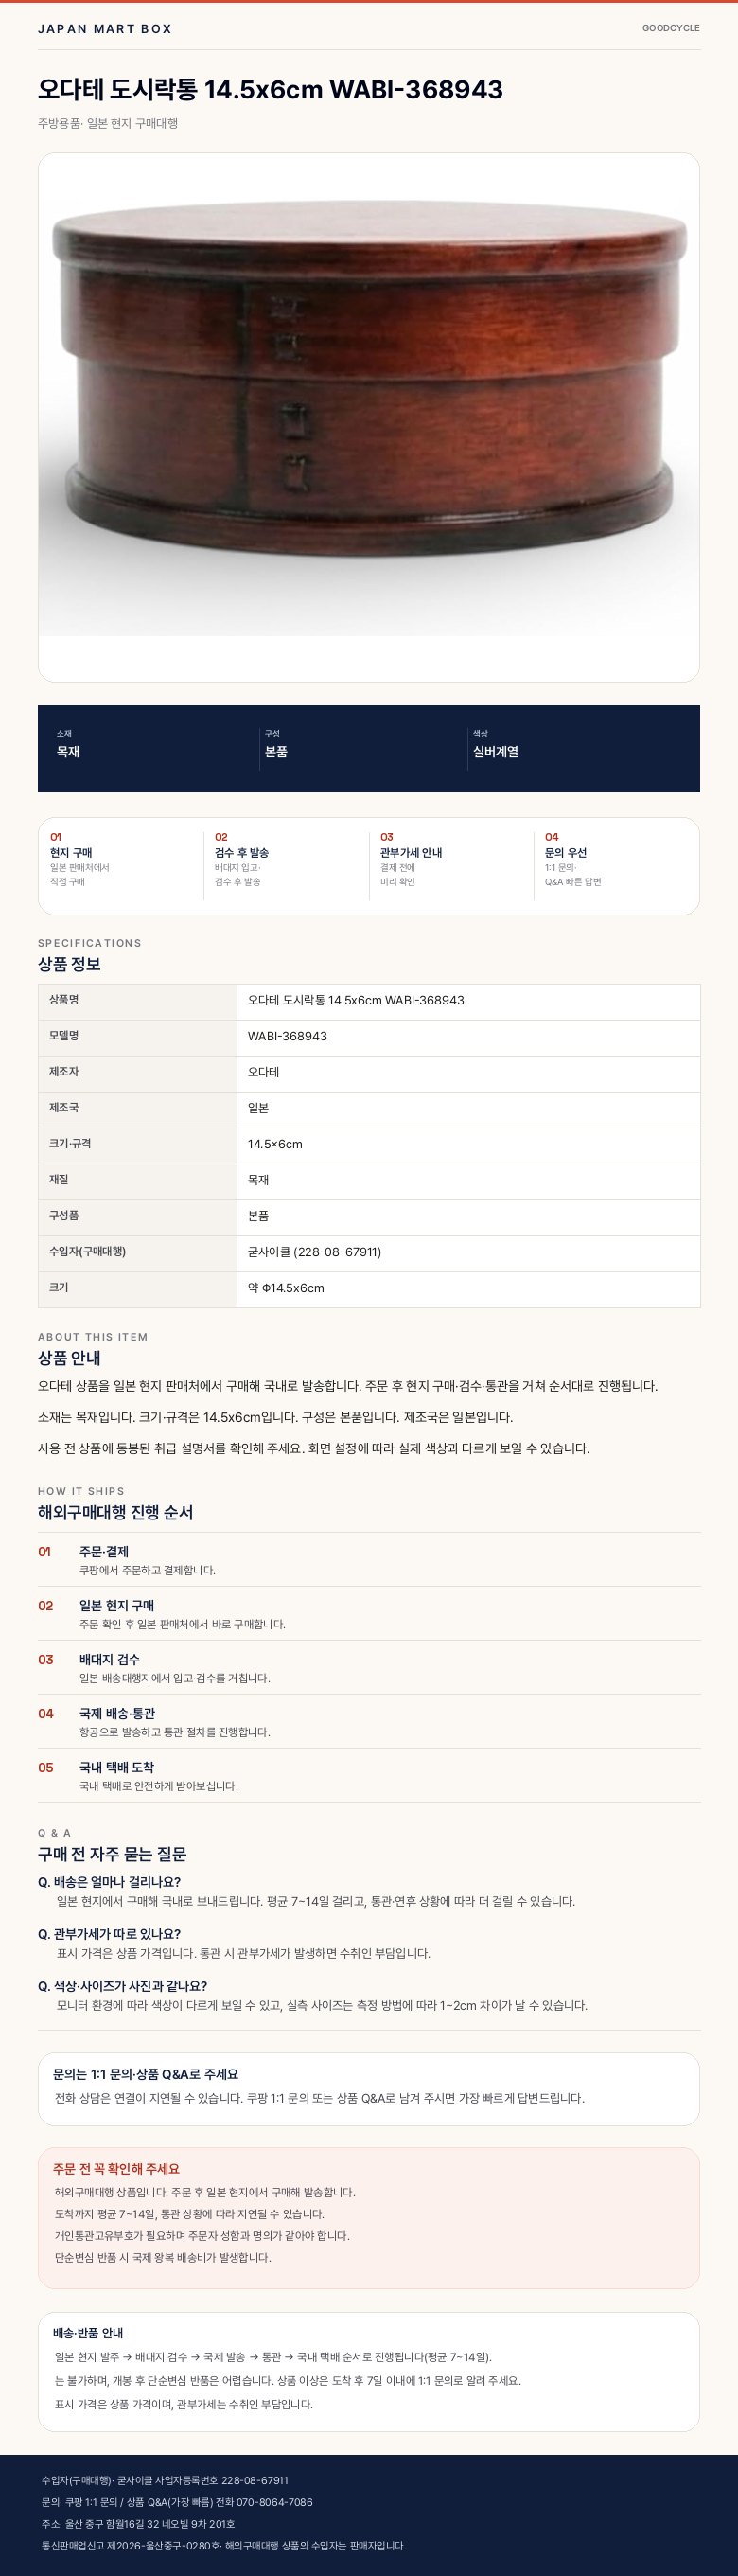 JAPAN MART BOX
GOODCYCLE
오다테 도시락통 14.5x6cm WABI-368943
주방용품· 일본 현지 구매대행
소재
목재
구성
본품
색상
실버계열
01
현지 구매
일본 판매처에서
직접 구매
02
검수 후 발송
배대지 입고·
검수 후 발송
03
관부가세 안내
결제 전에
미리 확인
04
문의 우선
1:1 문의·
Q&A 빠른 답변
SPECIFICATIONS
상품 정보
상품명 오다테 도시락통 14.5x6cm WABI-368943
모델명 WABI-368943
제조자 오다테
제조국 일본
크기·규격 14.5×6cm
재질 목재
구성품 본품
수입자(구매대행) 굳사이클 (228-08-67911)
크기 약 Φ14.5x6cm
ABOUT THIS ITEM
상품 안내
오다테 상품을 일본 현지 판매처에서 구매해 국내로 발송합니다. 주문 후 현지 구매·검수·통관을 거쳐 순서대로 진행됩니다.
소재는 목재입니다. 크기·규격은 14.5x6cm입니다. 구성은 본품입니다. 제조국은 일본입니다.
사용 전 상품에 동봉된 취급 설명서를 확인해 주세요. 화면 설정에 따라 실제 색상과 다르게 보일 수 있습니다.
HOW IT SHIPS
해외구매대행 진행 순서
01 주문·결제
쿠팡에서 주문하고 결제합니다.
02 일본 현지 구매
주문 확인 후 일본 판매처에서 바로 구매합니다.
03 배대지 검수
일본 배송대행지에서 입고·검수를 거칩니다.
04 국제 배송·통관
항공으로 발송하고 통관 절차를 진행합니다.
05 국내 택배 도착
국내 택배로 안전하게 받아보십니다.
Q & A
구매 전 자주 묻는 질문
Q. 배송은 얼마나 걸리나요?
일본 현지에서 구매해 국내로 보내드립니다. 평균 7~14일 걸리고, 통관·연휴 상황에 따라 더 걸릴 수 있습니다.
Q. 관부가세가 따로 있나요?
표시 가격은 상품 가격입니다. 통관 시 관부가세가 발생하면 수취인 부담입니다.
Q. 색상·사이즈가 사진과 같나요?
모니터 환경에 따라 색상이 다르게 보일 수 있고, 실측 사이즈는 측정 방법에 따라 1~2cm 차이가 날 수 있습니다.
문의는 1:1 문의·상품 Q&A로 주세요
전화 상담은 연결이 지연될 수 있습니다. 쿠팡 1:1 문의 또는 상품 Q&A로 남겨 주시면 가장 빠르게 답변드립니다.
주문 전 꼭 확인해 주세요
해외구매대행 상품입니다. 주문 후 일본 현지에서 구매해 발송합니다.
도착까지 평균 7~14일, 통관 상황에 따라 지연될 수 있습니다.
개인통관고유부호가 필요하며 주문자 성함과 명의가 같아야 합니다.
단순변심 반품 시 국제 왕복 배송비가 발생합니다.
배송·반품 안내
일본 현지 발주 → 배대지 검수 → 국제 발송 → 통관 → 국내 택배 순서로 진행됩니다(평균 7~14일).
는 불가하며, 개봉 후 단순변심 반품은 어렵습니다. 상품 이상은 도착 후 7일 이내에 1:1 문의로 알려 주세요.
표시 가격은 상품 가격이며, 관부가세는 수취인 부담입니다.
수입자(구매대행)· 굳사이클 사업자등록번호 228-08-67911
문의· 쿠팡 1:1 문의 / 상품 Q&A(가장 빠름) 전화 070-8064-7086
주소· 울산 중구 함월16길 32 네오빌 9차 201호
통신판매업신고 제2026-울산중구-0280호· 해외구매대행 상품의 수입자는 판매자입니다.